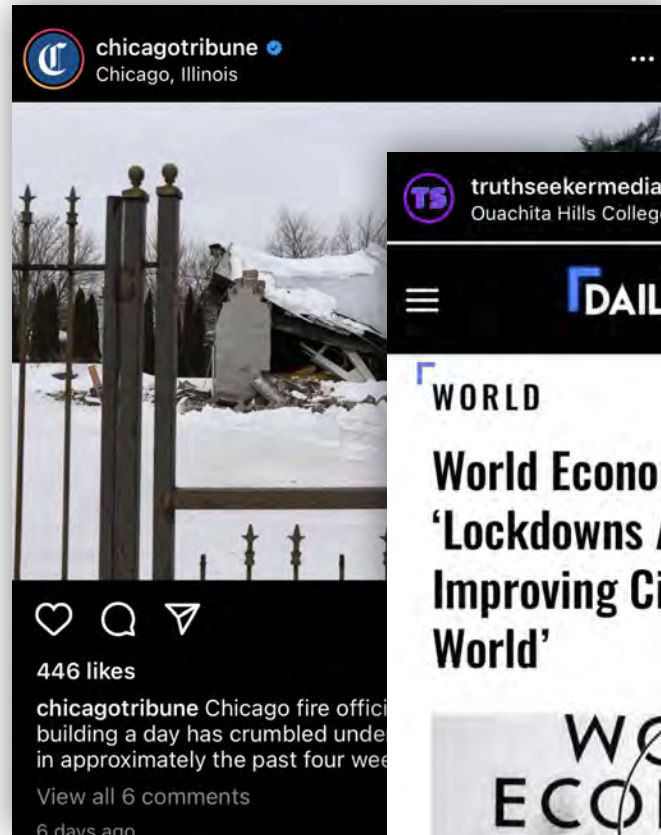 chicagotribune
Chicago, Illinois
446 likes
chicagotribune Chicago fire offici
building a day has crumbled unde
in approximately the past four wee
View all 6 comments
6 days ago
TS
truthseekermedia
Ouachita Hills College
DAIL
WORLD
World Econo
‘Lockdowns
Improving Ci
World’
WO
ECO